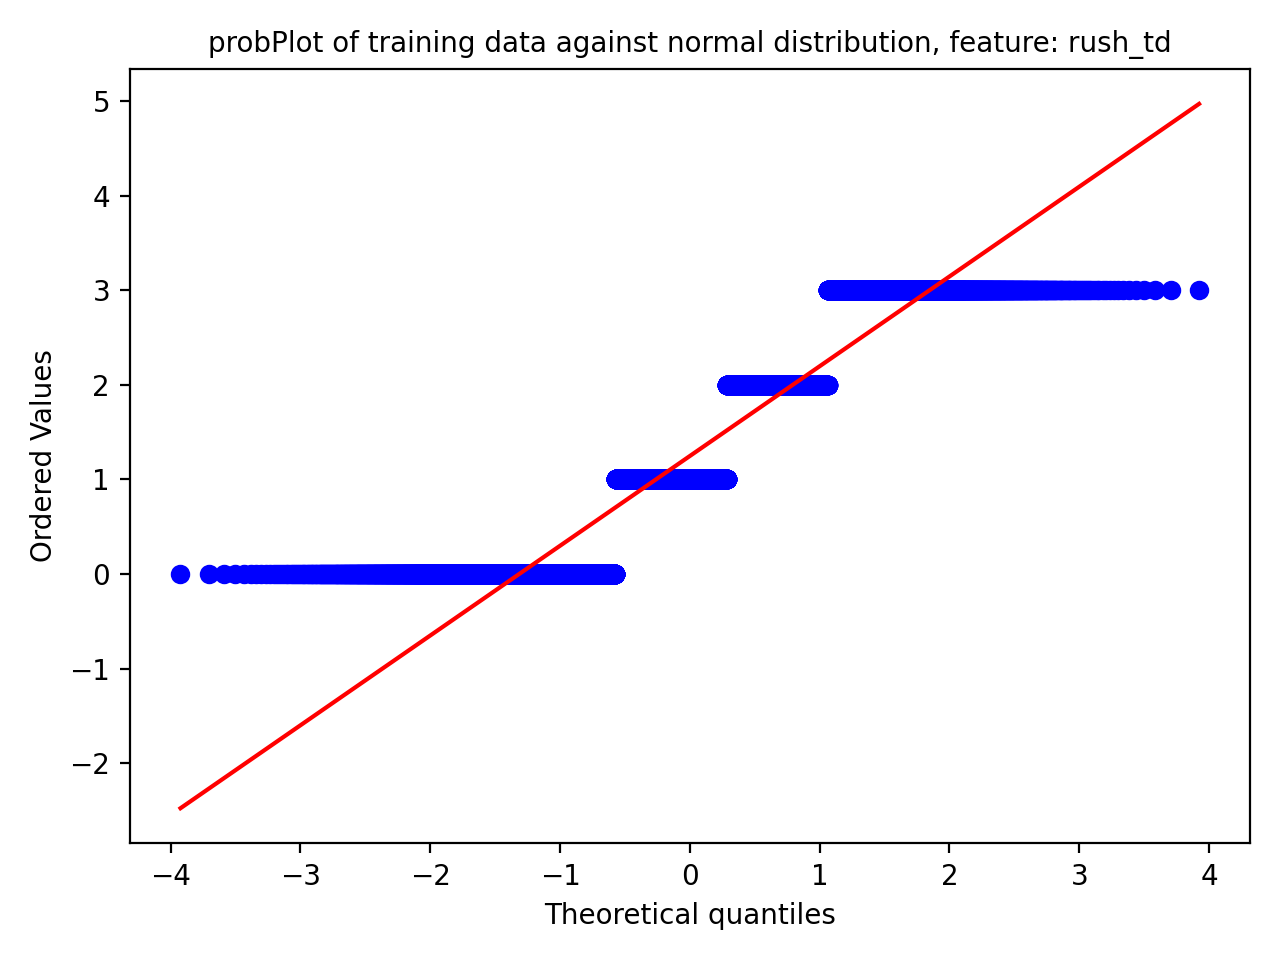 probPlot of training data against normal distribution, feature: rush_td
5
4
3
2
1
0
−1
−2
Ordered Values
−4 −3 −2 −1 0 1 2 3 4
Theoretical quantiles